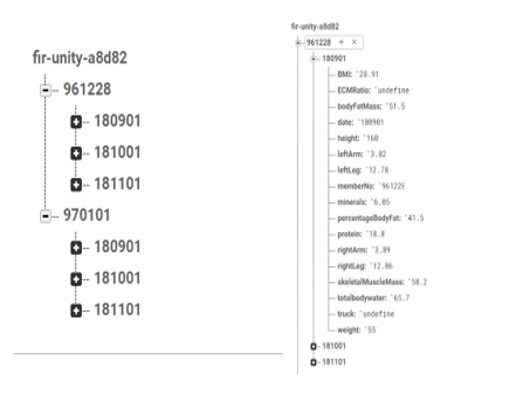 fir-unity-a8d82
961228
180901
181001
181101
970101
180901
181001
181101
fir-unity-a8d82
961228 + ×
180901
BMI: "28.91
ECMRatio: "undefine
bodyFatMass: "51.5
date: "180901
height: "160
leftArm: "3.82
leftLeg: "12.78
memberNo: "961228
minerals: "6.05
percentageBodyFat: "41.5
protein: "18.8
rightArm: "3.89
rightLeg: "12.86
skeletalMuscleMass: "58.2
totalbodywater: "65.7
truck: "undefine
weight: "55"
181001
181101